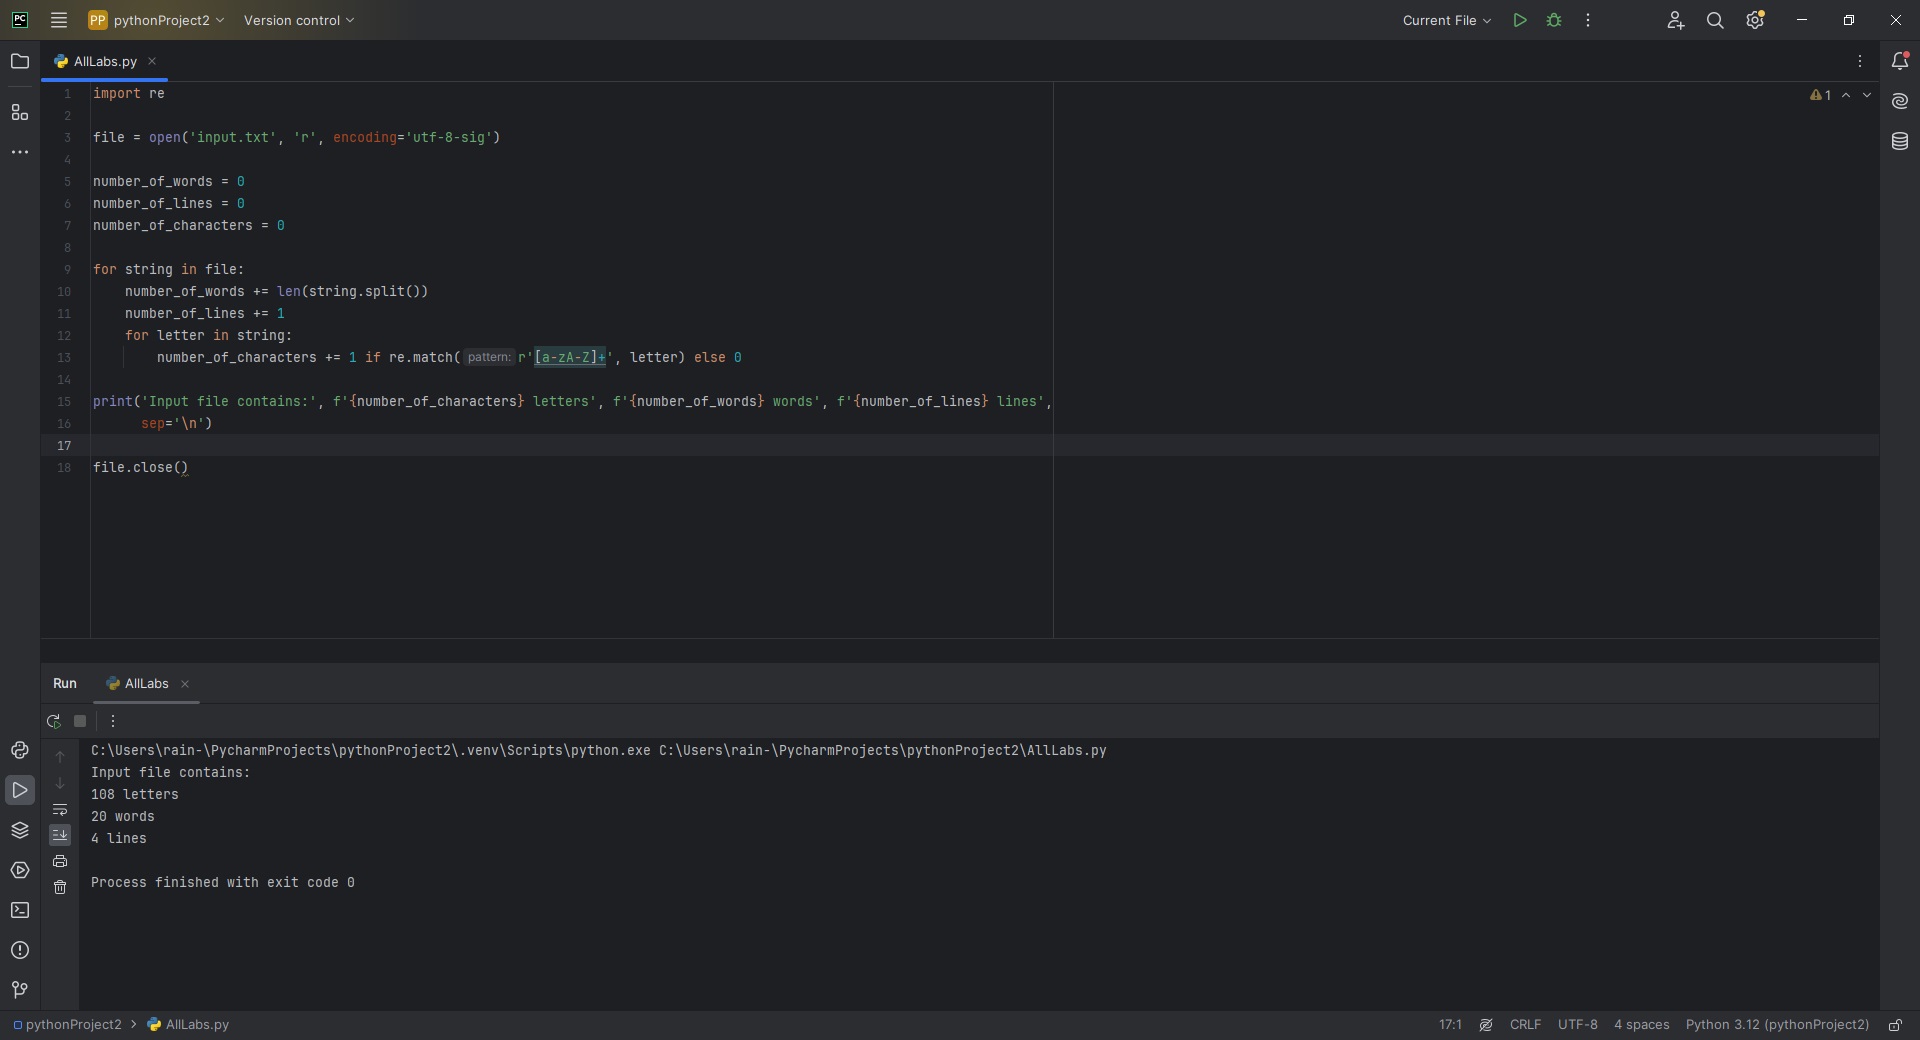 PC PP pythonProject2 Version control Current File
AllLabs.py
1 import re
2
3 file = open('input.txt', 'r', encoding='utf-8-sig')
4
5 number_of_words = 0
6 number_of_lines = 0
7 number_of_characters = 0
8
9 for string in file:
10 number_of_words += len(string.split())
11 number_of_lines += 1
12 for letter in string:
13 number_of_characters += 1 if re.match( pattern: r'[a-zA-Z]+', letter) else 0
14
15 print('Input file contains:', f'{number_of_characters} letters', f'{number_of_words} words', f'{number_of_lines} lines',
16 sep='\n')
17
18 file.close()
1
Run AllLabs
C:\Users\rain-\PycharmProjects\pythonProject2\.venv\Scripts\python.exe C:\Users\rain-\PycharmProjects\pythonProject2\AllLabs.py
Input file contains:
108 letters
20 words
4 lines
Process finished with exit code 0
pythonProject2 > AllLabs.py 17:1 CRLF UTF-8 4 spaces Python 3.12 (pythonProject2)